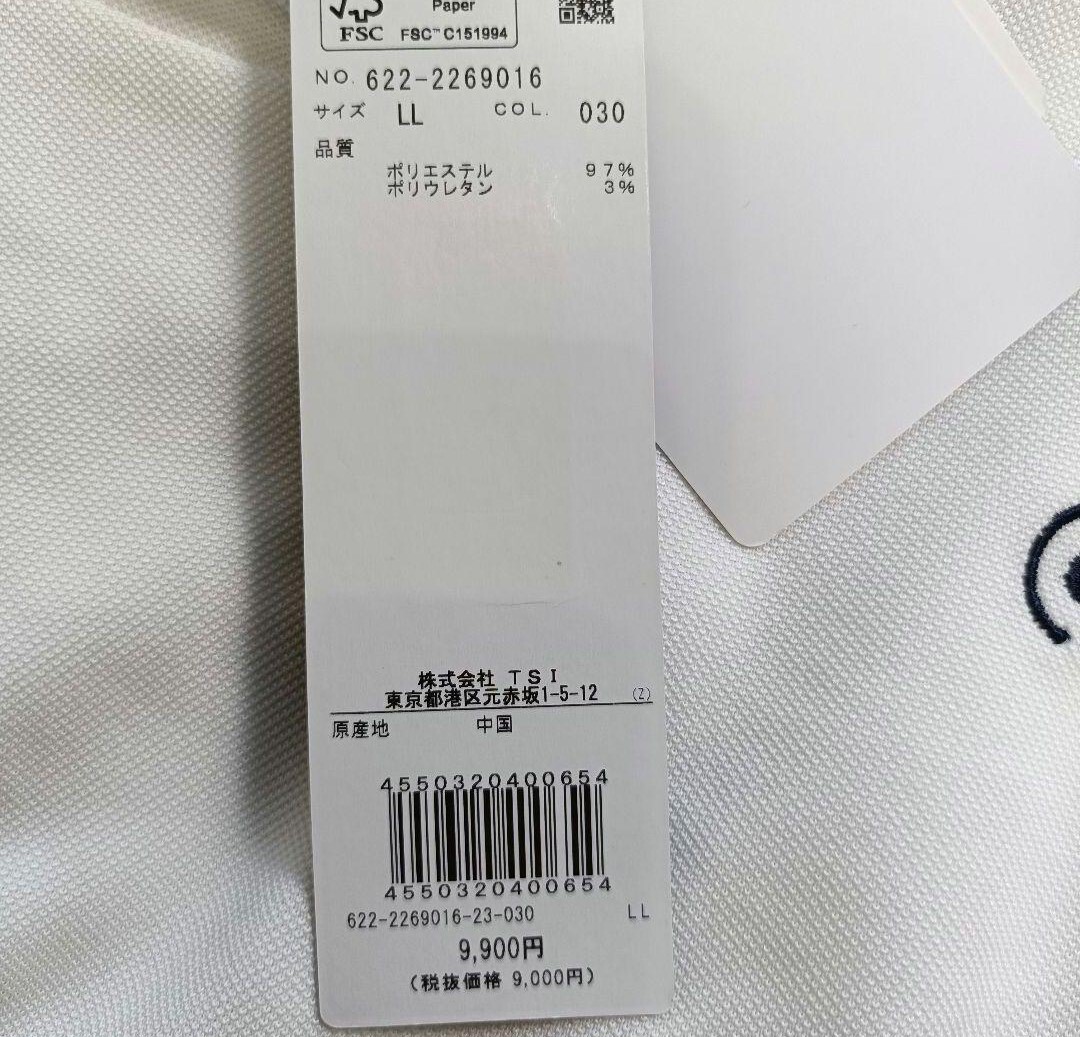 Paper
FSC FSC™ C151994
NO. 622-2269016
サイズ LL COL. 030
品質
ポリエステル 97%
ポリウレタン 3%
株式会社 TSI
東京都港区元赤坂1-5-12 (Z)
原産地 中国
4550320400654
4550320400654
622-2269016-23-030 LL
9,900円
(税抜価格 9,000円)